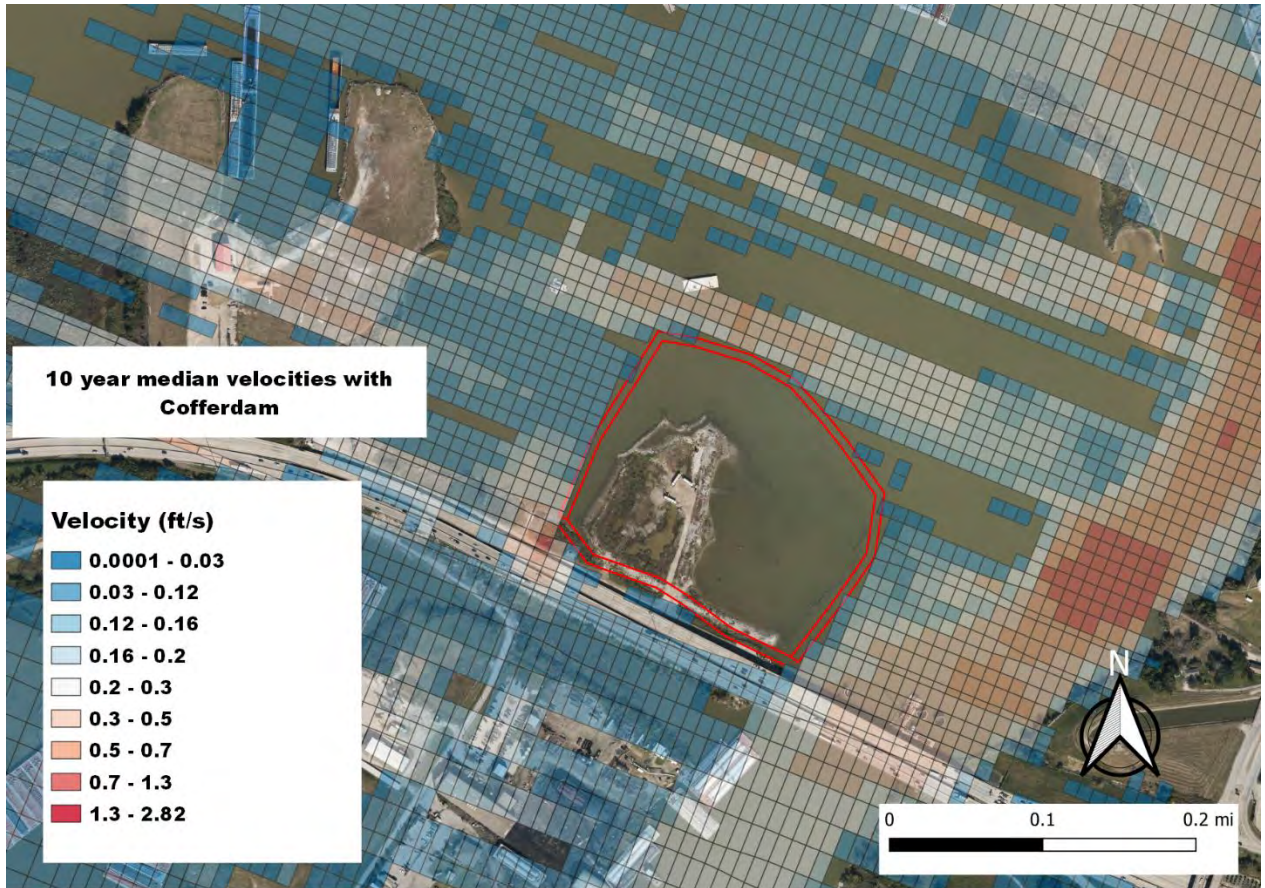 10 year median velocities with
Cofferdam
Velocity (ft/s)
0.0001 - 0.03
0.03 - 0.12
0.12 - 0.16
0.16 - 0.2
0.2 - 0.3
0.3 - 0.5
0.5 - 0.7
0.7 - 1.3
1.3 - 2.82
N
0 0.1 0.2 mi